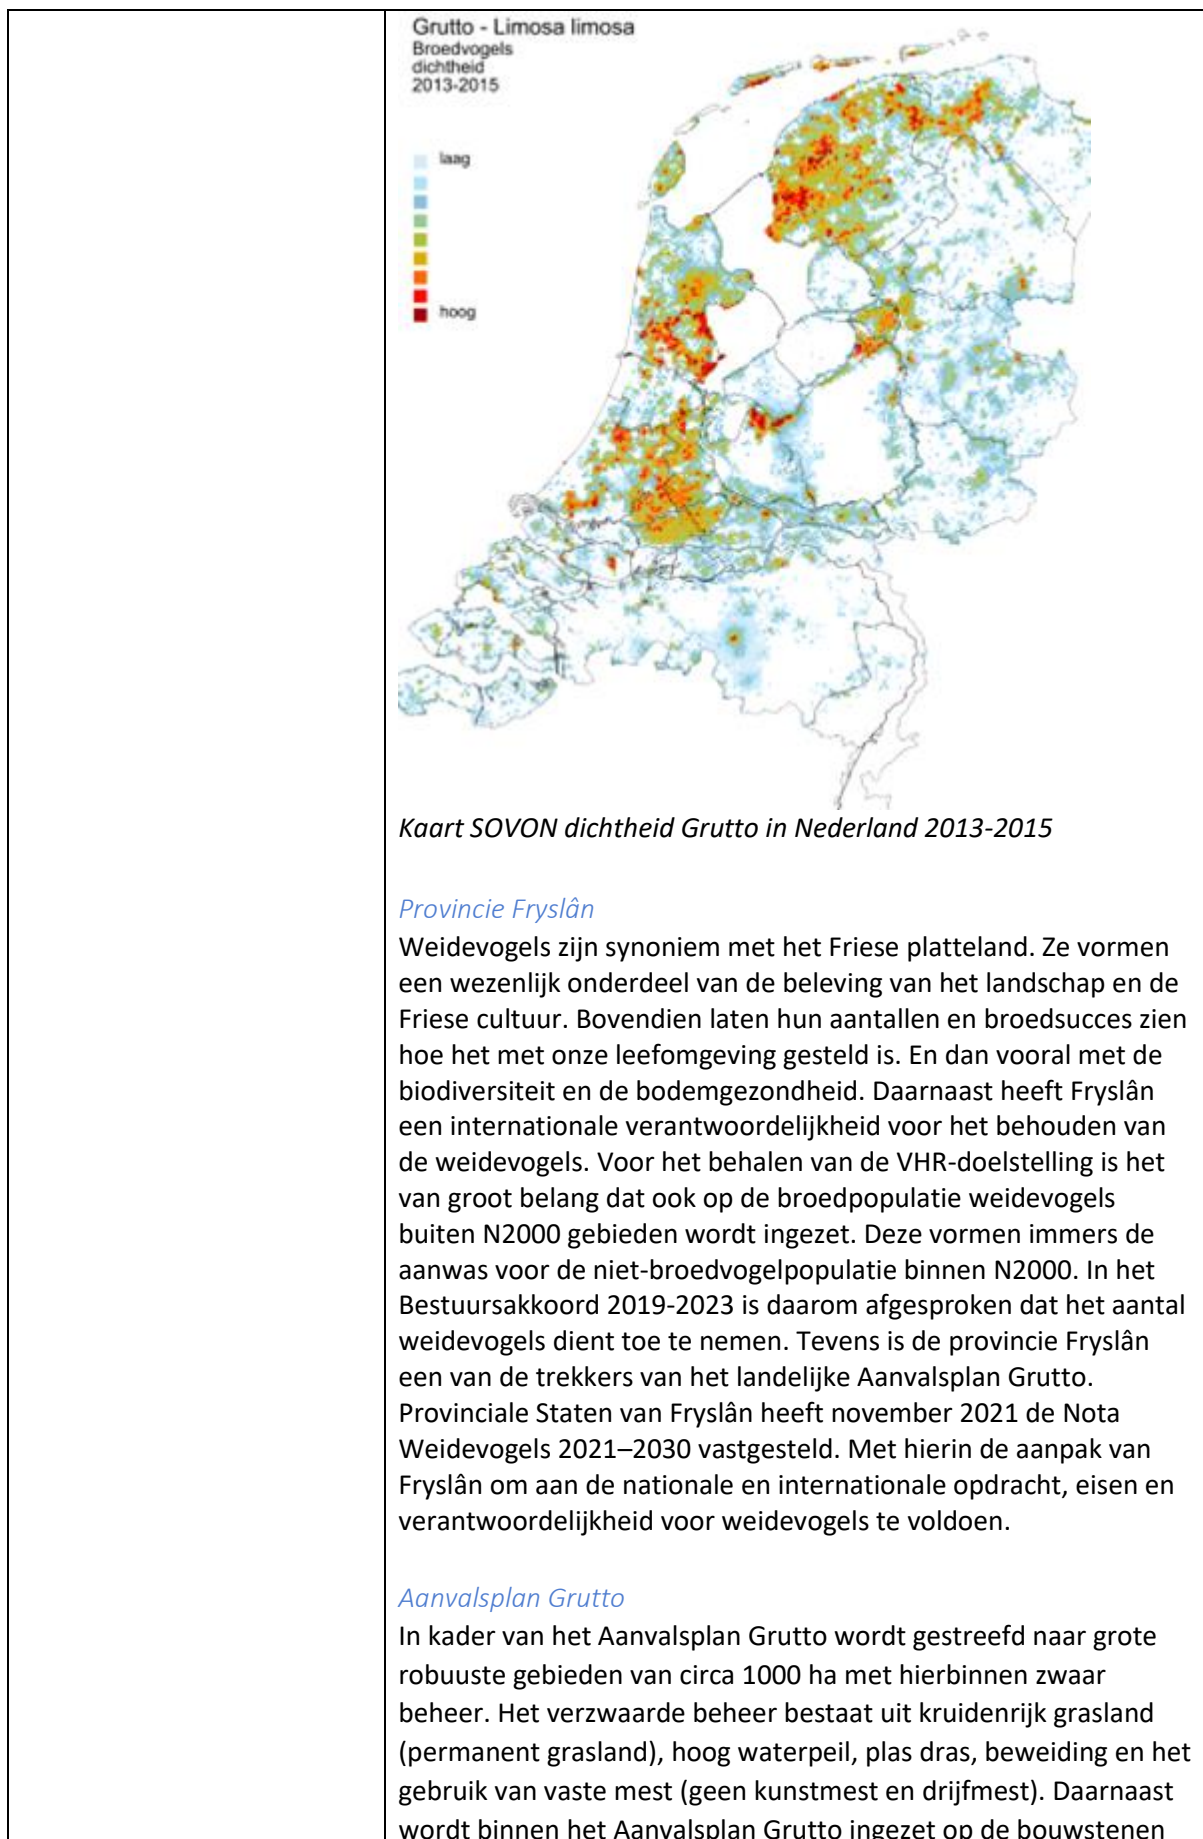 Grutto - Limosa limosa
Broedvogels
dichtheid
2013-2015
laag
hoog
Kaart SOVON dichtheid Grutto in Nederland 2013-2015
Provincie Fryslân
Weidevogels zijn synoniem met het Friese platteland. Ze vormen
een wezenlijk onderdeel van de beleving van het landschap en de
Friese cultuur. Bovendien laten hun aantallen en broedsucces zien
hoe het met onze leefomgeving gesteld is. En dan vooral met de
biodiversiteit en de bodemgezondheid. Daarnaast heeft Fryslân
een internationale verantwoordelijkheid voor het behouden van
de weidevogels. Voor het behalen van de VHR-doelstelling is het
van groot belang dat ook op de broedpopulatie weidevogels
buiten N2000 gebieden wordt ingezet. Deze vormen immers de
aanwas voor de niet-broedvogelpopulatie binnen N2000. In het
Bestuursakkoord 2019-2023 is daarom afgesproken dat het aantal
weidevogels dient toe te nemen. Tevens is de provincie Fryslân
een van de trekkers van het landelijke Aanvalsplan Grutto.
Provinciale Staten van Fryslân heeft november 2021 de Nota
Weidevogels 2021–2030 vastgesteld. Met hierin de aanpak van
Fryslân om aan de nationale en internationale opdracht, eisen en
verantwoordelijkheid voor weidevogels te voldoen.
Aanvalsplan Grutto
In kader van het Aanvalsplan Grutto wordt gestreefd naar grote
robuuste gebieden van circa 1000 ha met hierbinnen zwaar
beheer. Het verzwaarde beheer bestaat uit kruidenrijk grasland
(permanent grasland), hoog waterpeil, plas dras, beweiding en het
gebruik van vaste mest (geen kunstmest en drijfmest). Daarnaast
wordt binnen het Aanvalsplan Grutto ingezet op de bouwstenen